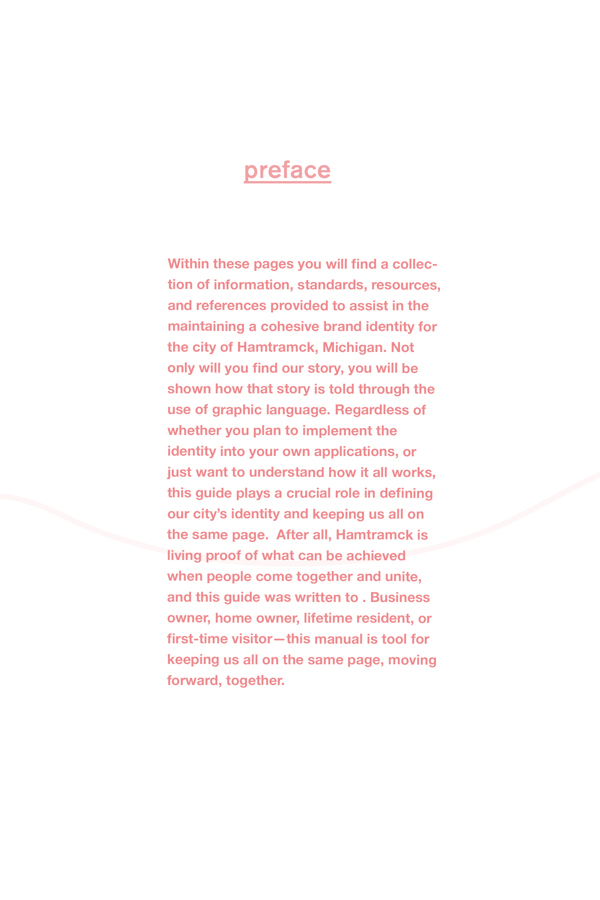 preface
Within these pages you will find a collec-
tion of information, standards, resources,
and references provided to assist in the
maintaining a cohesive brand identity for
the city of Hamtramck, Michigan. Not
only will you find our story, you will be
shown how that story is told through the
use of graphic language. Regardless of
whether you plan to implement the
identity into your own applications, or
just want to understand how it all works,
this guide plays a crucial role in defining
our city’s identity and keeping us all on
the same page.  After all, Hamtramck is
living proof of what can be achieved
when people come together and unite,
and this guide was written to . Business
owner, home owner, lifetime resident, or
first-time visitor—this manual is tool for
keeping us all on the same page, moving
forward, together.